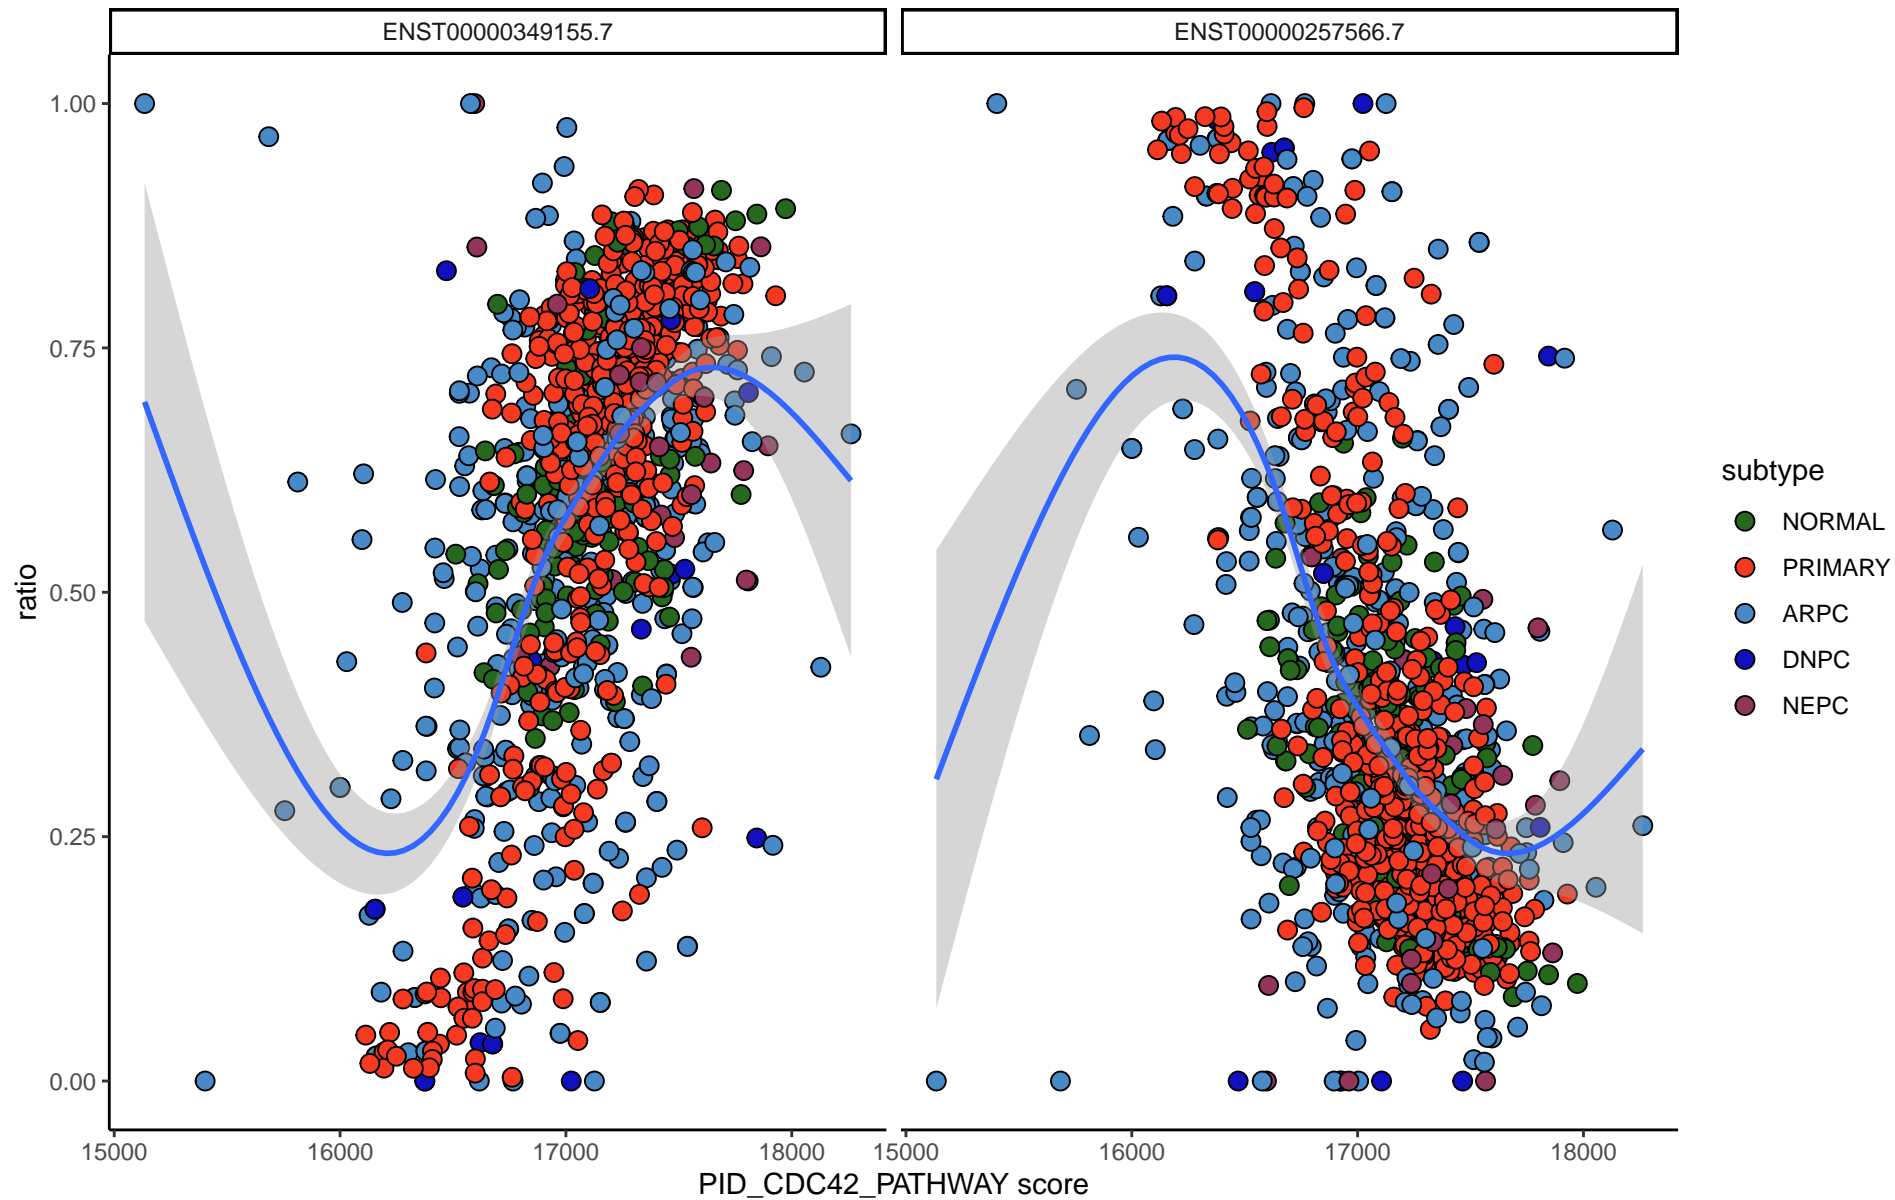 ENST00000349155.7
ENST00000257566.7
1.00
0.75
0.50
0.25
0.00
ratio
15000
16000
17000
18000
15000
16000
17000
18000
PID_CDC42_PATHWAY score
subtype
NORMAL
PRIMARY
ARPC
DNPC
NEPC